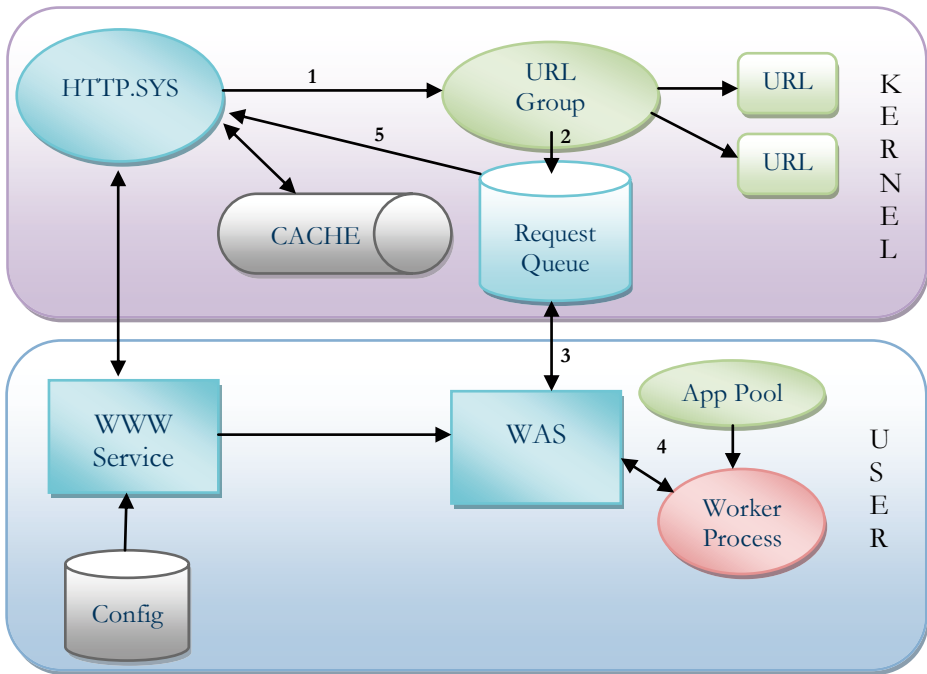 HTTP.SYS
1
URL
Group
URL
URL
2
5
CACHE
Request
Queue
K
E
R
N
E
L
3
WWW
Service
WAS
App Pool
4
Worker
Process
Config
U
S
E
R